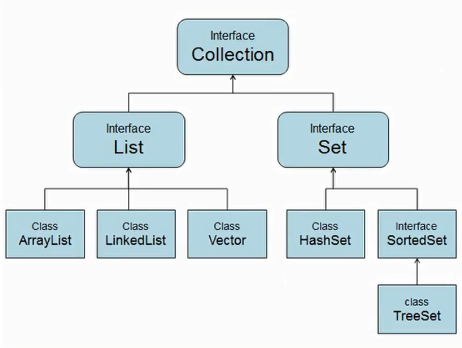 Interface
Collection
Interface
List
Interface
Set
Class
ArrayList
Class
LinkedList
Class
Vector
Class
HashSet
Interface
SortedSet
class
TreeSet